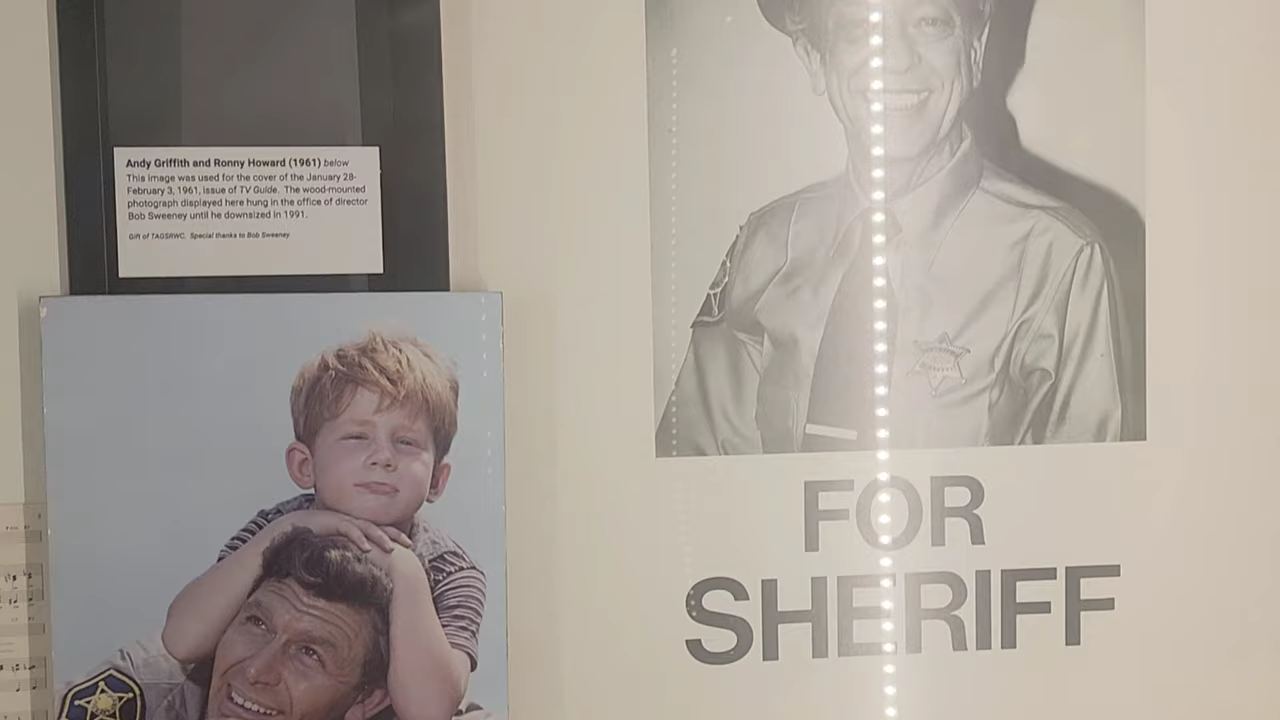 Andy Griffith and Ronny Howard (1961) below
This image was used for the cover of the January 28-
February 3, 1961, issue of TV Guide. The wood-mounted
photograph displayed here hung in the office of director
Bob Sweeney until he downsized in 1991.
Gift of TAGSRWC. Special thanks to Bob Sweeney.
FOR
SHERIFF